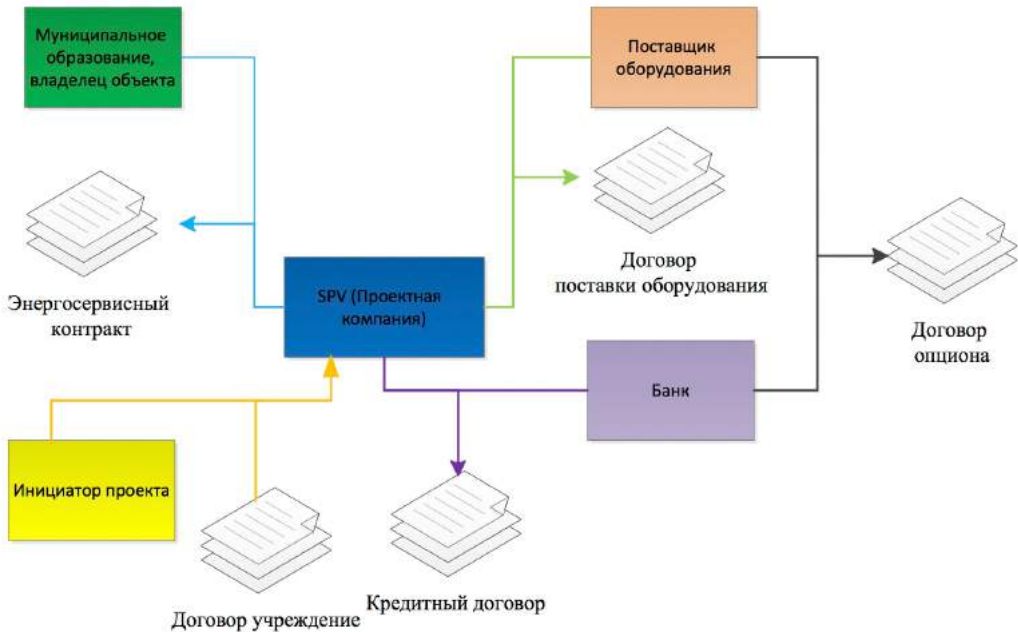 Муниципальное
образование,
владелец объекта
Поставщик
оборудования
Энергосервисный
контракт
SPV (Проектная
компания)
Договор
поставки оборудования
Договор
опциона
Банк
Инициатор проекта
Договор учреждение
Кредитный договор